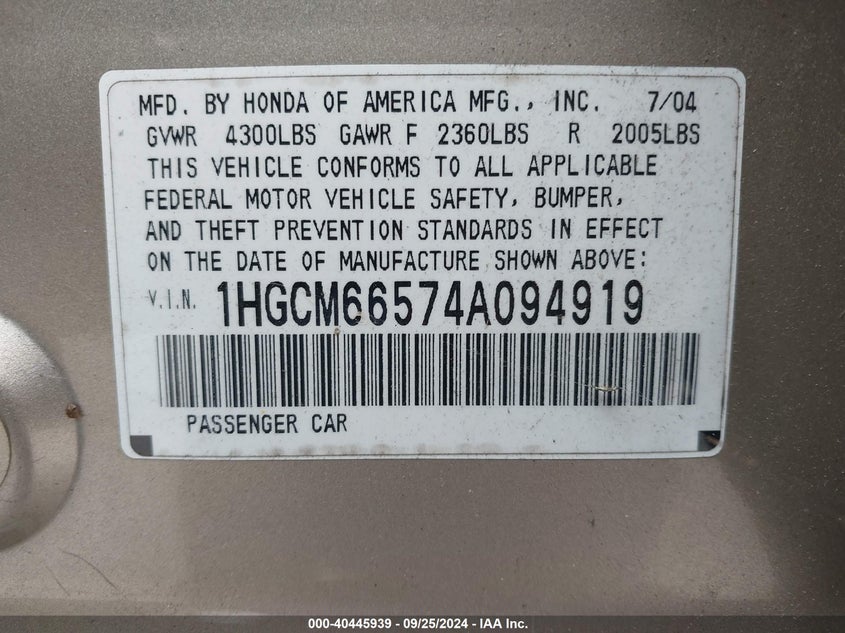 MFD. BY HONDA OF AMERICA MFG., INC. 7/04
GVWR 4300LBS GAWR F 2360LBS R 2005LBS
THIS VEHICLE CONFORMS TO ALL APPLICABLE
FEDERAL MOTOR VEHICLE SAFETY, BUMPER,
AND THEFT PREVENTION STANDARDS IN EFFECT
ON THE DATE OF MANUFACTURE SHOWN ABOVE:
V.I.N. 1HGCM66574A094919
PASSENGER CAR
000-40445939 - 09/25/2024 - IAA Inc.